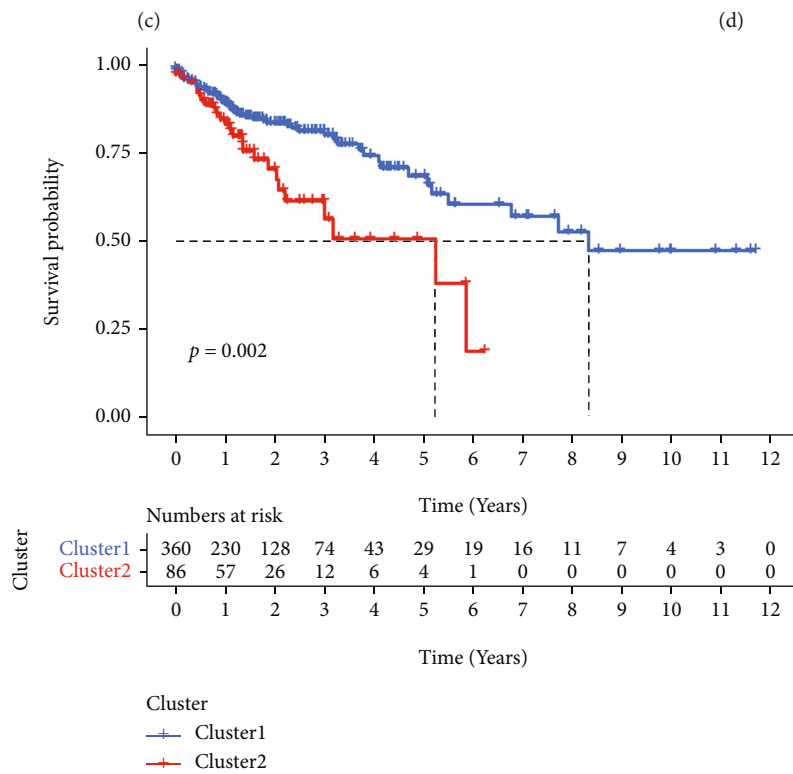 (c) (d)
1.00
0.75
0.50
0.25
0.00
Survival probability
p = 0.002
0 1 2 3 4 5 6 7 8 9 10 11 12
Time (Years)
Numbers at risk
Cluster
Cluster1 360 230 128 74 43 29 19 16 11 7 4 3 0
Cluster2 86 57 26 12 6 4 1 0 0 0 0 0 0
0 1 2 3 4 5 6 7 8 9 10 11 12
Time (Years)
Cluster
Cluster1
Cluster2